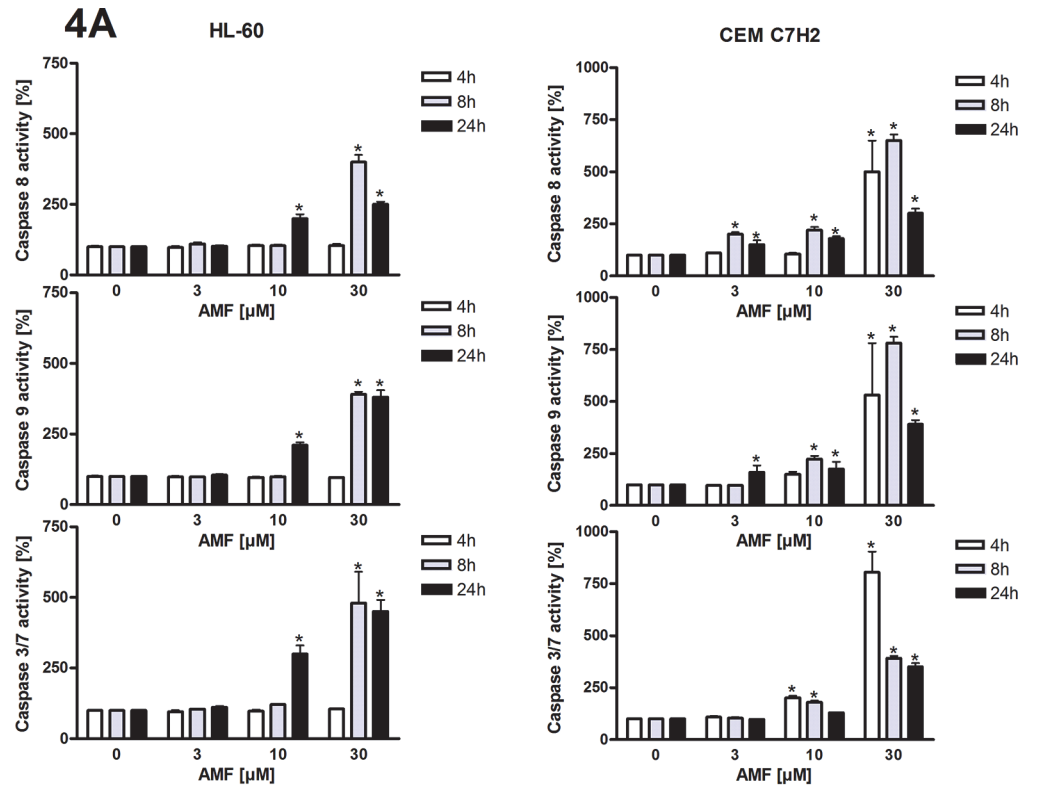 4A
HL-60
CEM C7H2
750
500
250
0
Caspase 8 activity [%]
0 3 10 30
AMF [µM]
4h
8h
24h
* * *
1000
750
500
250
0
Caspase 8 activity [%]
0 3 10 30
AMF [µM]
4h
8h
24h
* * * * * * *
750
500
250
0
Caspase 9 activity [%]
0 3 10 30
AMF [µM]
4h
8h
24h
* * *
1000
750
500
250
0
Caspase 9 activity [%]
0 3 10 30
AMF [µM]
4h
8h
24h
* * * * * *
750
500
250
0
Caspase 3/7 activity [%]
0 3 10 30
AMF [µM]
4h
8h
24h
* * *
1000
750
500
250
0
Caspase 3/7 activity [%]
0 3 10 30
AMF [µM]
4h
8h
24h
* * * * *